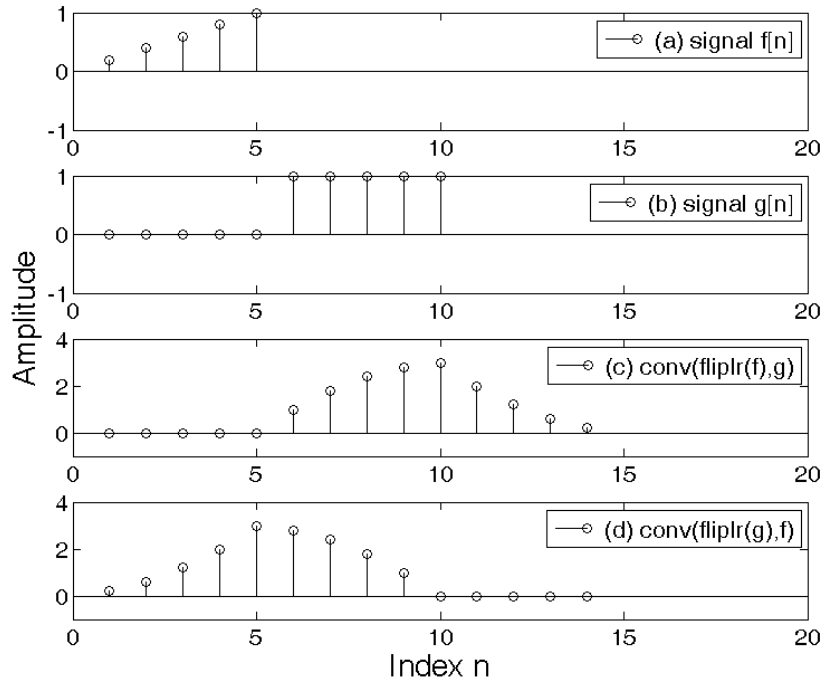 1
0
-1
0 5 10 15 20
(a) signal f[n]
1
0
-1
0 5 10 15 20
(b) signal g[n]
Amplitude
4
2
0
0 5 10 15 20
(c) conv(fliplr(f),g)
4
2
0
0 5 10 15 20
(d) conv(fliplr(g),f)
Index n